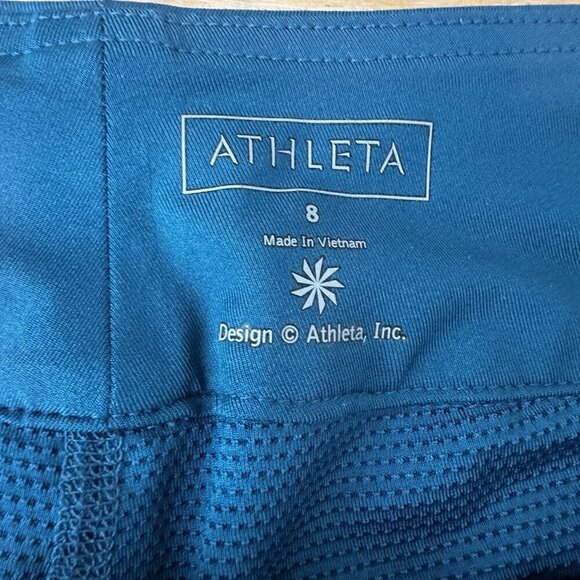 ATHLETA
8
Made In Vietnam
Design © Athleta, Inc.